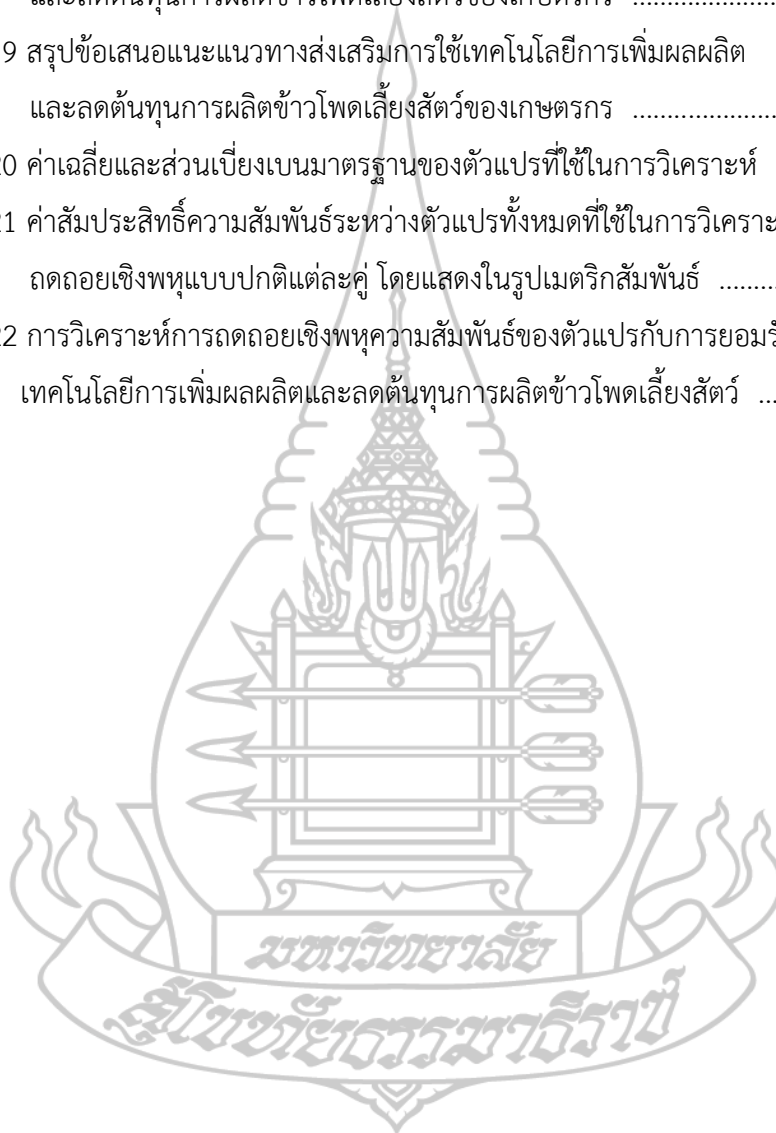 และลดต้นทุนการผลิตข้าวโพดเลี้ยงสัตว์ของเกษตรกร ......................
9 สรุปข้อเสนอแนะแนวทางส่งเสริมการใช้เทคโนโลยีการเพิ่มผลผลิต
และลดต้นทุนการผลิตข้าวโพดเลี้ยงสัตว์ของเกษตรกร ......................
20 ค่าเฉลี่ยและส่วนเบี่ยงเบนมาตรฐานของตัวแปรที่ใช้ในการวิเคราะห์
21 ค่าสัมประสิทธิ์ความสัมพันธ์ระหว่างตัวแปรทั้งหมดที่ใช้ในการวิเคราะ
ถดถอยเชิงพหุแบบปกติแต่ละคู่ โดยแสดงในรูปเมตริกสัมพันธ์ .........
22 การวิเคราะห์การถดถอยเชิงพหุความสัมพันธ์ของตัวแปรกับการยอมรั
เทคโนโลยีการเพิ่มผลผลิตและลดต้นทุนการผลิตข้าวโพดเลี้ยงสัตว์ ...
มหาวิทยาลัย
สุโขทัยธรรมาธิราช